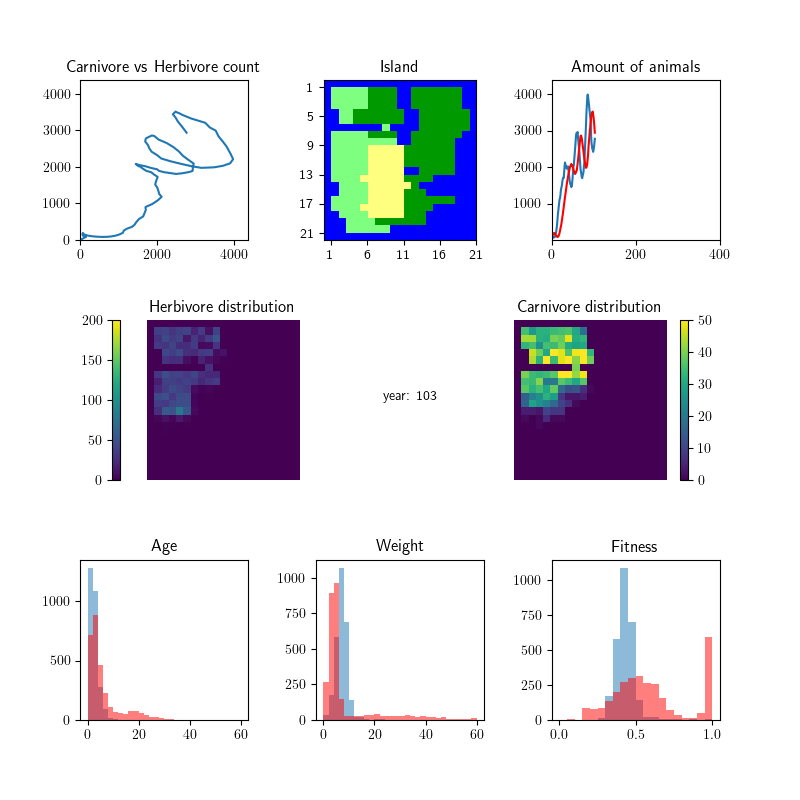 Carnivore vs Herbivore count
4000
3000
2000
1000
0
0 2000 4000
Island
1
5
9
13
17
21
1 6 11 16 21
Amount of animals
4000
3000
2000
1000
0 200 400
Herbivore distribution
200
150
100
50
0
year: 103
Carnivore distribution
50
40
30
20
10
0
Age
1000
500
0
0 20 40 60
Weight
1000
750
500
250
0
0 20 40 60
Fitness
1000
750
500
250
0
0.0 0.5 1.0